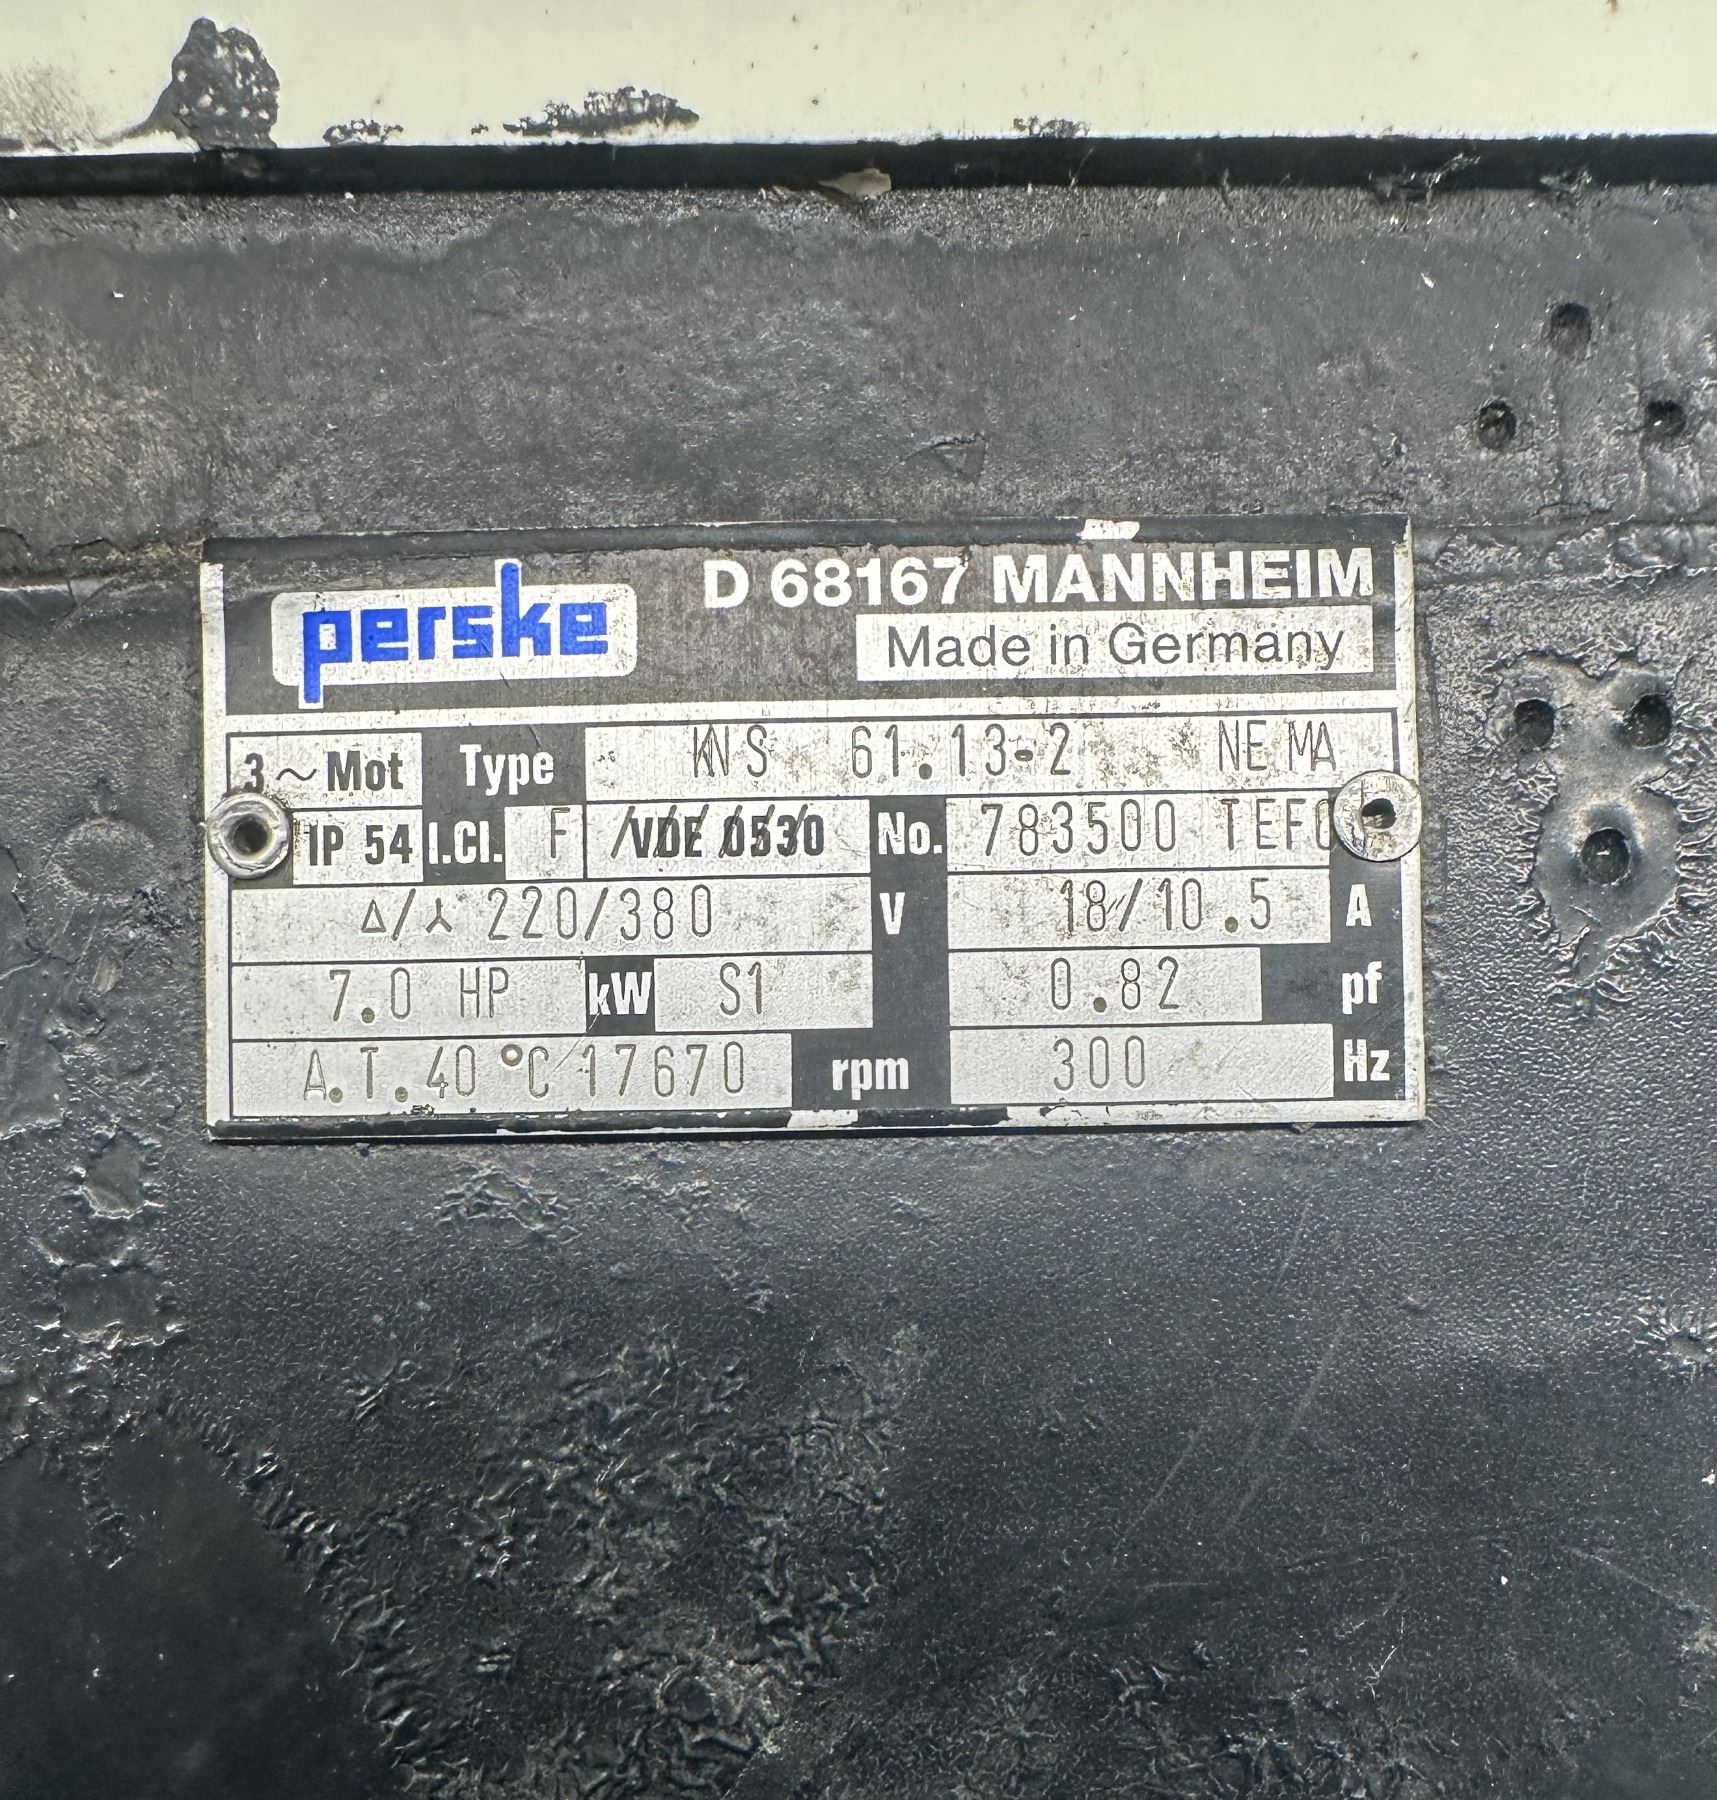 perske D 68167 MANNHEIM
Made in Germany
3 ~ Mot Type KNS 61.13-2 NEMA
IP 54 I.Cl. F VDE 0530 No. 783500 TEFC
Δ/⅄ 220/380 V 18/10.5 A
7.0 HP kW S1 0.82 pf
A.T. 40 °C 17670 rpm 300 Hz